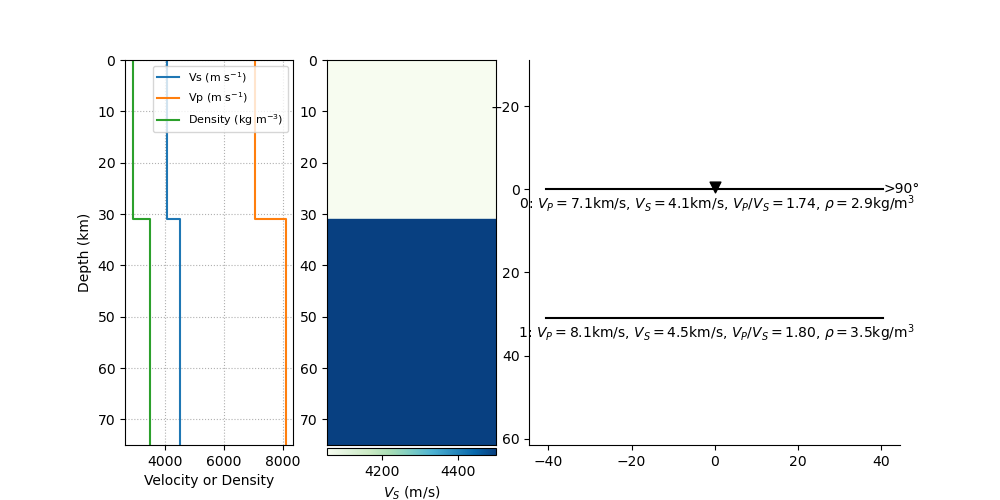 Vs (m s⁻¹)
Vp (m s⁻¹)
Density (kg m⁻³)
0
10
20
30
40
50
60
70
Depth (km)
4000 6000 8000
Velocity or Density
0
10
20
30
40
50
60
70
4200 4400
V_S (m/s)
−20
0
20
40
60
>90°
0: V_P = 7.1km/s, V_S = 4.1km/s, V_P/V_S = 1.74, ρ = 2.9kg/m³
1: V_P = 8.1km/s, V_S = 4.5km/s, V_P/V_S = 1.80, ρ = 3.5kg/m³
−40 −20 0 20 40